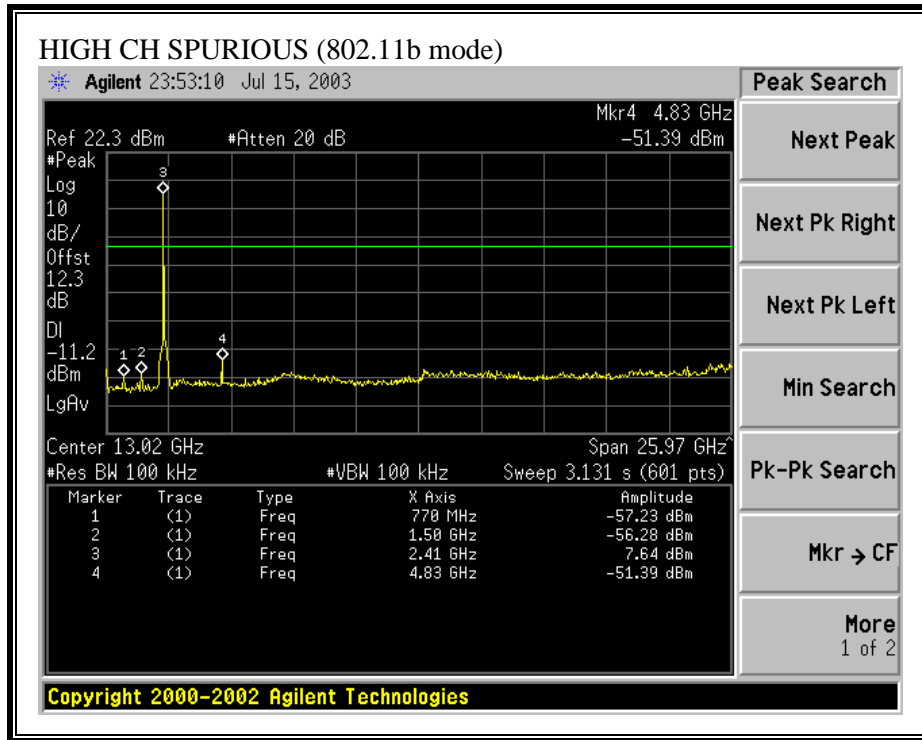 HIGH CH SPURIOUS (802.11b mode)
Agilent 23:53:10 Jul 15, 2003
Peak Search
Mkr4 4.83 GHz
Ref 22.3 dBm #Atten 20 dB -51.39 dBm
#Peak
Log
10
dB/
Offst
12.3
dB
DI
-11.2
dBm
LgAv
3
1 2
4
Center 13.02 GHz Span 25.97 GHz^
#Res BW 100 kHz #VBW 100 kHz Sweep 3.131 s (601 pts)
Marker Trace Type X Axis Amplitude
1 (1) Freq 770 MHz -57.23 dBm
2 (1) Freq 1.50 GHz -56.28 dBm
3 (1) Freq 2.41 GHz 7.64 dBm
4 (1) Freq 4.83 GHz -51.39 dBm
Next Peak
Next Pk Right
Next Pk Left
Min Search
Pk-Pk Search
Mkr → CF
More
1 of 2
Copyright 2000-2002 Agilent Technologies